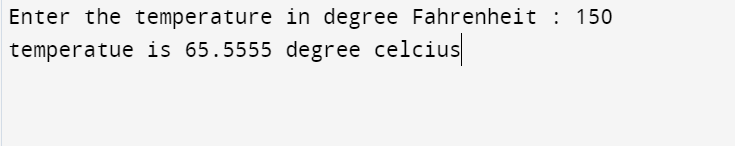 Enter the temperature in degree Fahrenheit : 150
temperatue is 65.5555 degree celcius